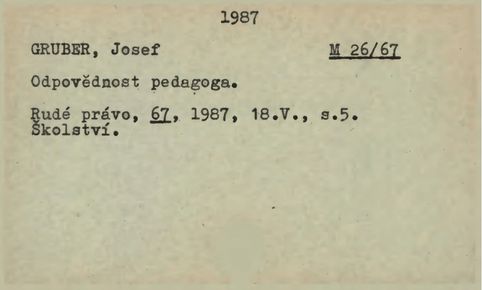 1987
GRUBER, Josef M 26/67
Odpovědnost pedagoga.
Rudé právo, 67, 1987, 18.V., s.5.
Školství.